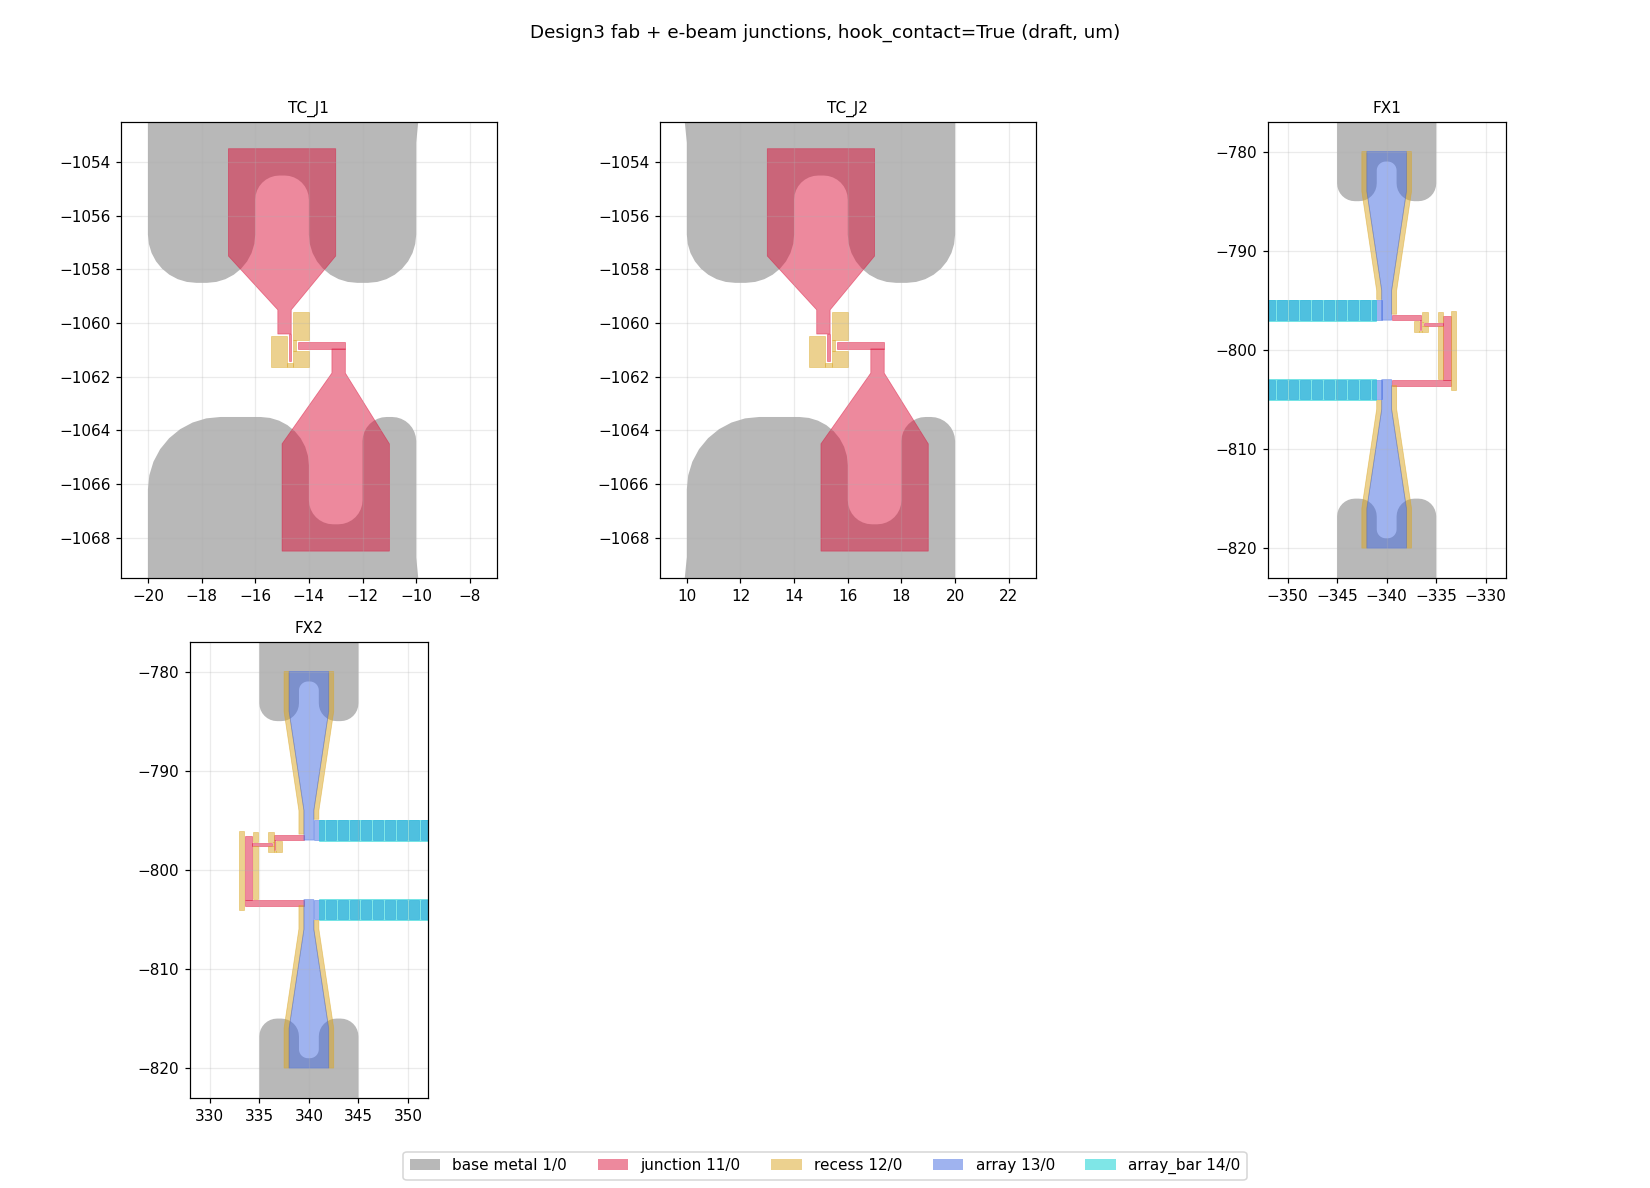 Design3 fab + e-beam junctions, hook_contact=True (draft, um)
TC_J1
−1054
−1056
−1058
−1060
−1062
−1064
−1066
−1068
−20 −18 −16 −14 −12 −10 −8
TC_J2
−1054
−1056
−1058
−1060
−1062
−1064
−1066
−1068
10 12 14 16 18 20 22
FX1
−780
−790
−800
−810
−820
−350 −345 −340 −335 −330
FX2
−780
−790
−800
−810
−820
330 335 340 345 350
base metal 1/0 junction 11/0 recess 12/0 array 13/0 array_bar 14/0